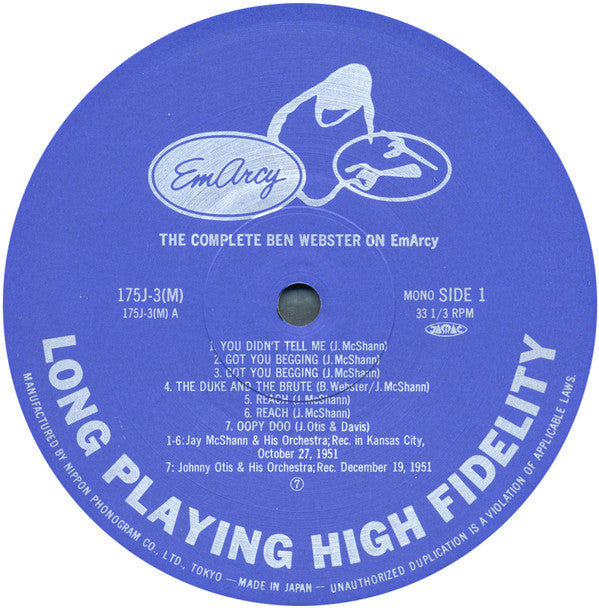 EmArcy
THE COMPLETE BEN WEBSTER ON EmArcy
175J-3(M)
175J-3(M) A
MONO SIDE 1
33 1/3 RPM
JASRAC
1. YOU DIDN'T TELL ME (J. McShann)
2. GOT YOU BEGGING (J. McShann)
3. GOT YOU BEGGING (J. McShann)
4. THE DUKE AND THE BRUTE (B. Webster/J. McShann)
5. REACH (J. McShann)
6. REACH (J. McShann)
7. OOPY DOO (J. Otis & Davis)
1-6: Jay McShann & His Orchestra; Rec. in Kansas City,
October 27, 1951
7: Johnny Otis & His Orchestra; Rec. December 19, 1951
⑦
LONG PLAYING HIGH FIDELITY
MANUFACTURED BY NIPPON PHONOGRAM CO., LTD., TOKYO — MADE IN JAPAN — UNAUTHORIZED DUPLICATION IS A VIOLATION OF APPLICABLE LAWS.